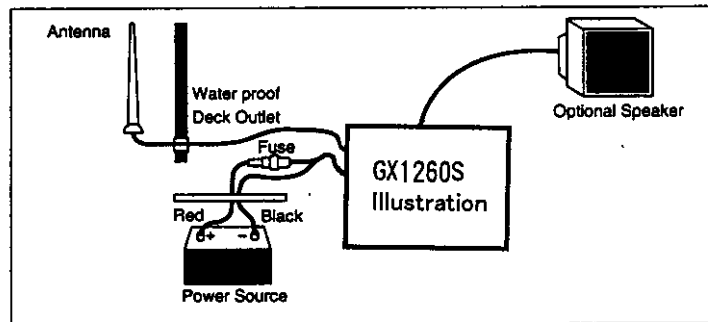 Antenna
Water proof
Deck Outlet
Optional Speaker
Fuse
GX1260S
Illustration
Red
Black
+
-
Power Source